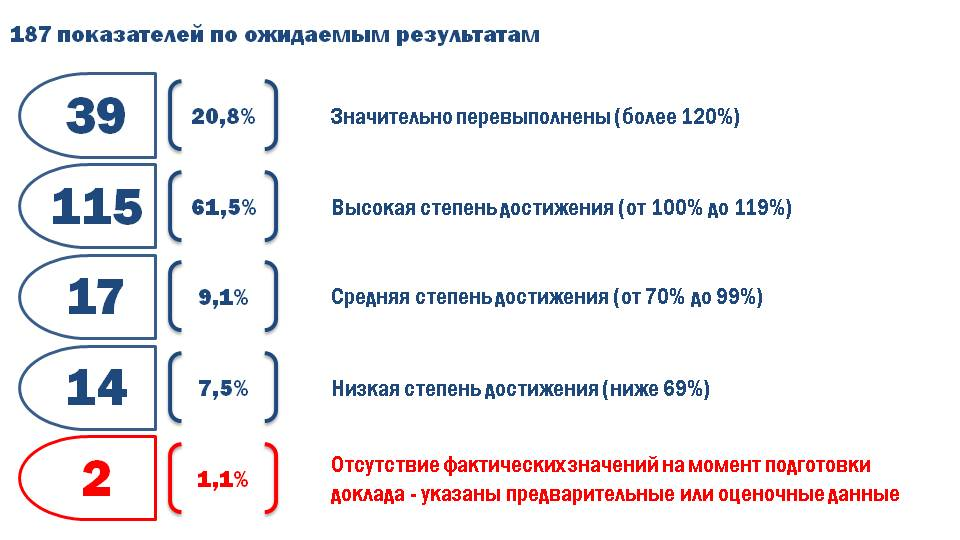 187 показателей по ожидаемым результатам
39 20,8% Значительно перевыполнены (более 120%)
115 61,5% Высокая степень достижения (от 100% до 119%)
17 9,1% Средняя степень достижения (от 70% до 99%)
14 7,5% Низкая степень достижения (ниже 69%)
2 1,1% Отсутствие фактических значений на момент подготовки
доклада - указаны предварительные или оценочные данные